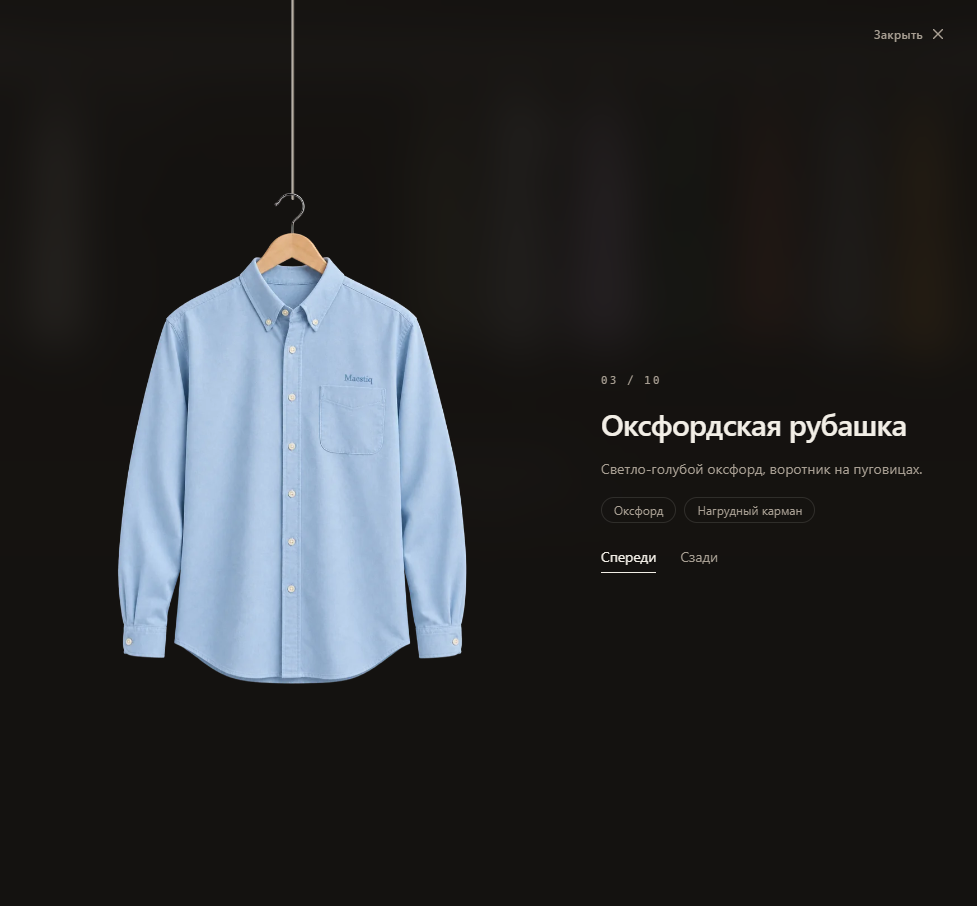 Закрыть
Maestiq
03 / 10
Оксфордская рубашка
Светло-голубой оксфорд, воротник на пуговицах.
Оксфорд Нагрудный карман
Спереди Сзади